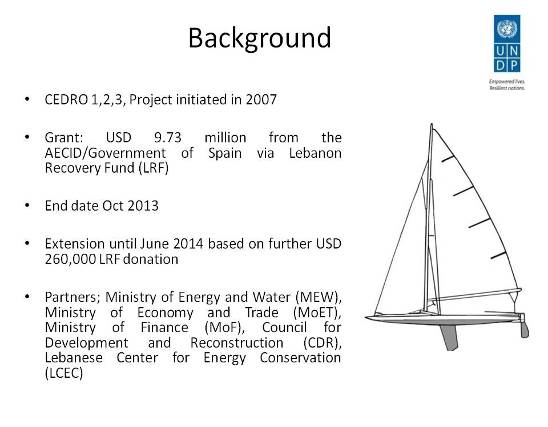 Background
U N
D P
Empowered lives.
Resilient nations.
• CEDRO 1,2,3, Project initiated in 2007
• Grant: USD 9.73 million from the
AECID/Government of Spain via Lebanon
Recovery Fund (LRF)
• End date Oct 2013
• Extension until June 2014 based on further USD
260,000 LRF donation
• Partners; Ministry of Energy and Water (MEW),
Ministry of Economy and Trade (MoET),
Ministry of Finance (MoF), Council for
Development and Reconstruction (CDR),
Lebanese Center for Energy Conservation
(LCEC)